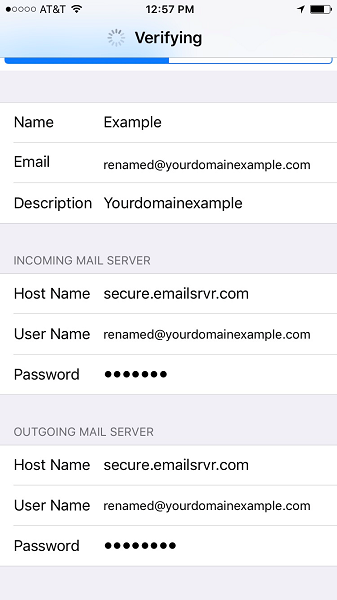 AT&T 12:57 PM
Verifying
Name Example
Email renamed@yourdomainexample.com
Description Yourdomainexample
INCOMING MAIL SERVER
Host Name secure.emailsrvr.com
User Name renamed@yourdomainexample.com
Password ●●●●●●●
OUTGOING MAIL SERVER
Host Name secure.emailsrvr.com
User Name renamed@yourdomainexample.com
Password ●●●●●●●●